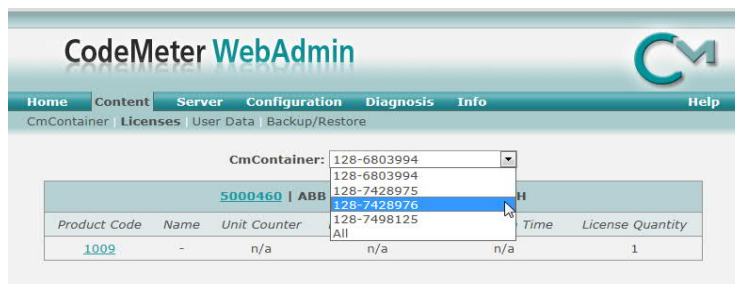 CodeMeter WebAdmin
Home Content Server Configuration Diagnosis Info Help
CmContainer | Licenses | User Data | Backup/Restore
CmContainer: 128-6803994
128-6803994
128-7428975
128-7428976
128-7498125
All
5000460 | ABB H
Product Code Name Unit Counter Time License Quantity
1009 - n/a n/a n/a 1